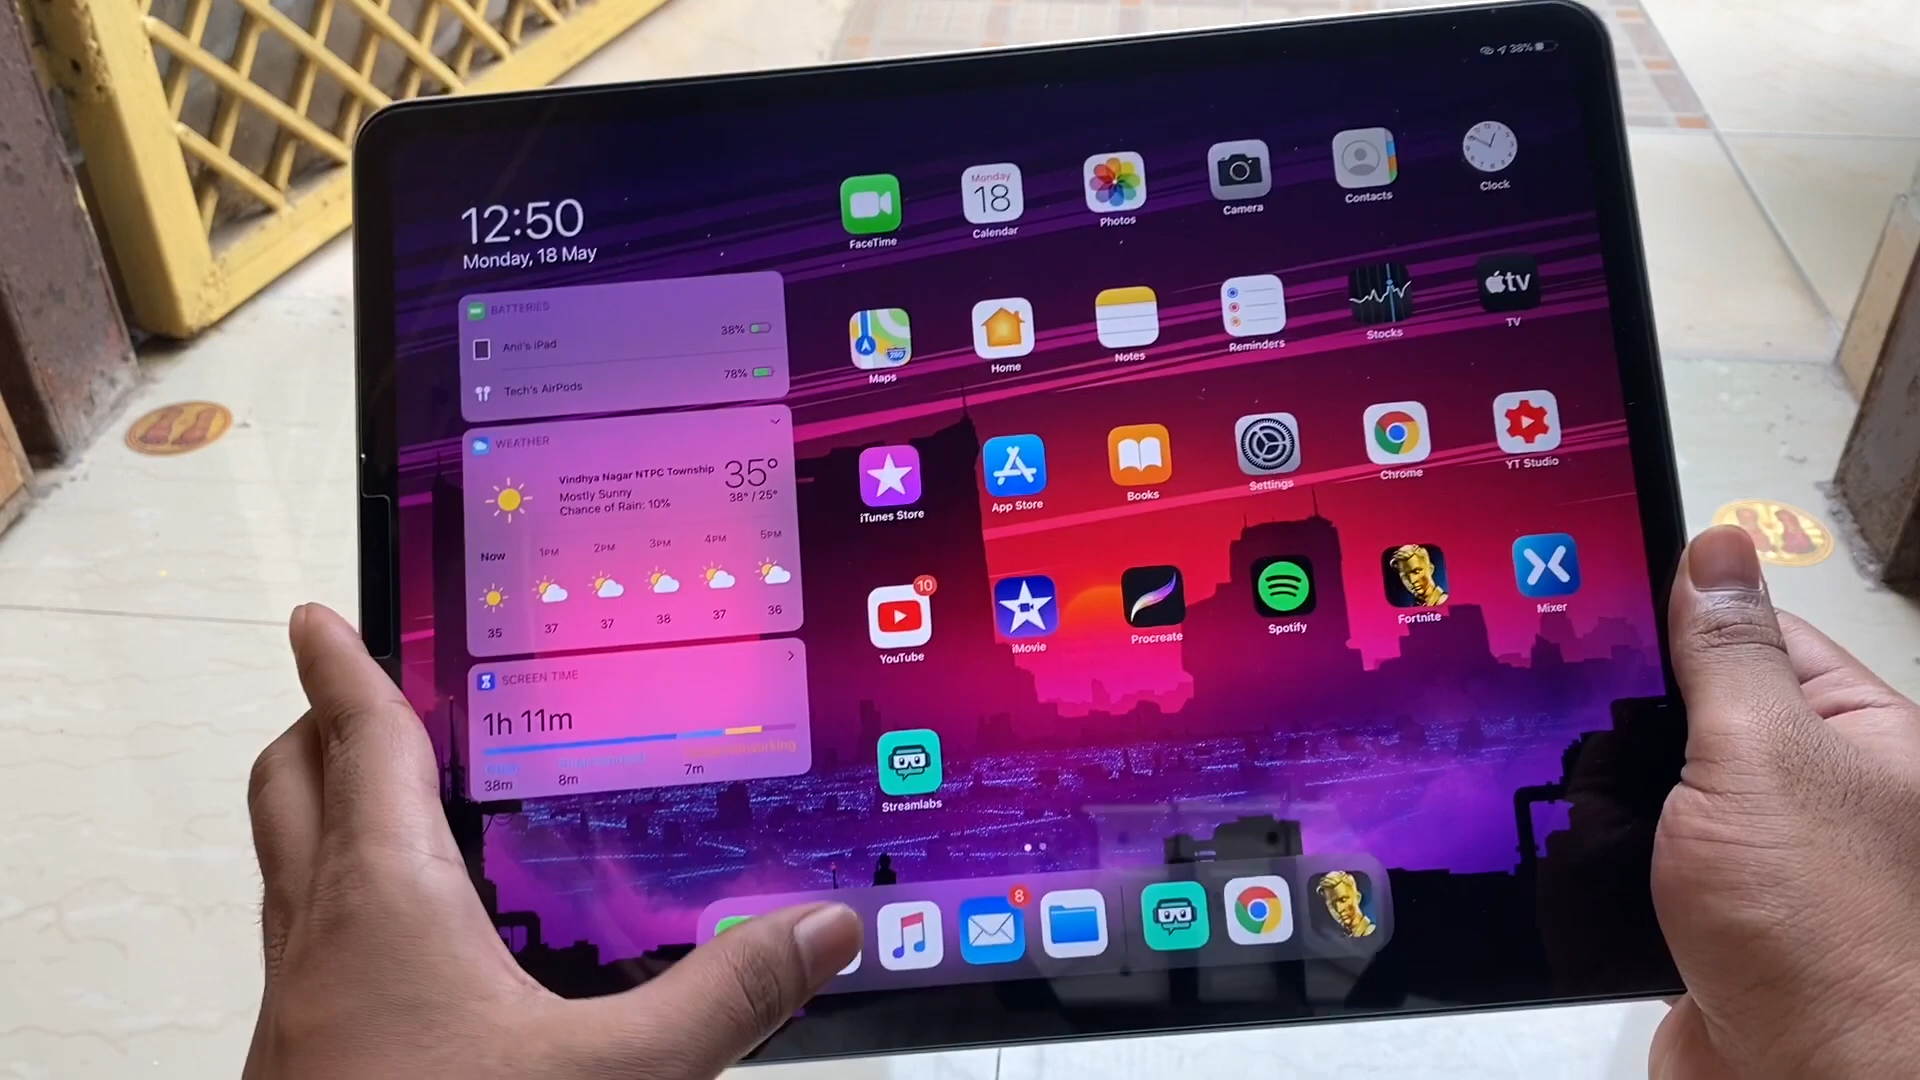 38%
12:50
Monday, 18 May
BATTERIES
Anil's iPad
38%
Tech's AirPods
78%
WEATHER
Vindhya Nagar NTPC Township
Mostly Sunny
Chance of Rain: 10%
35°
38° / 25°
Now 1PM 2PM 3PM 4PM 5PM
35 37 37 38 37 36
SCREEN TIME
1h 11m
38m 8m 7m
Monday
18
FaceTime Calendar Photos Camera Contacts Clock
tv
280
Maps Home Notes Reminders Stocks TV
iTunes Store App Store Books Settings Chrome YT Studio
10
YouTube iMovie Procreate Spotify Fortnite Mixer
Streamlabs
8